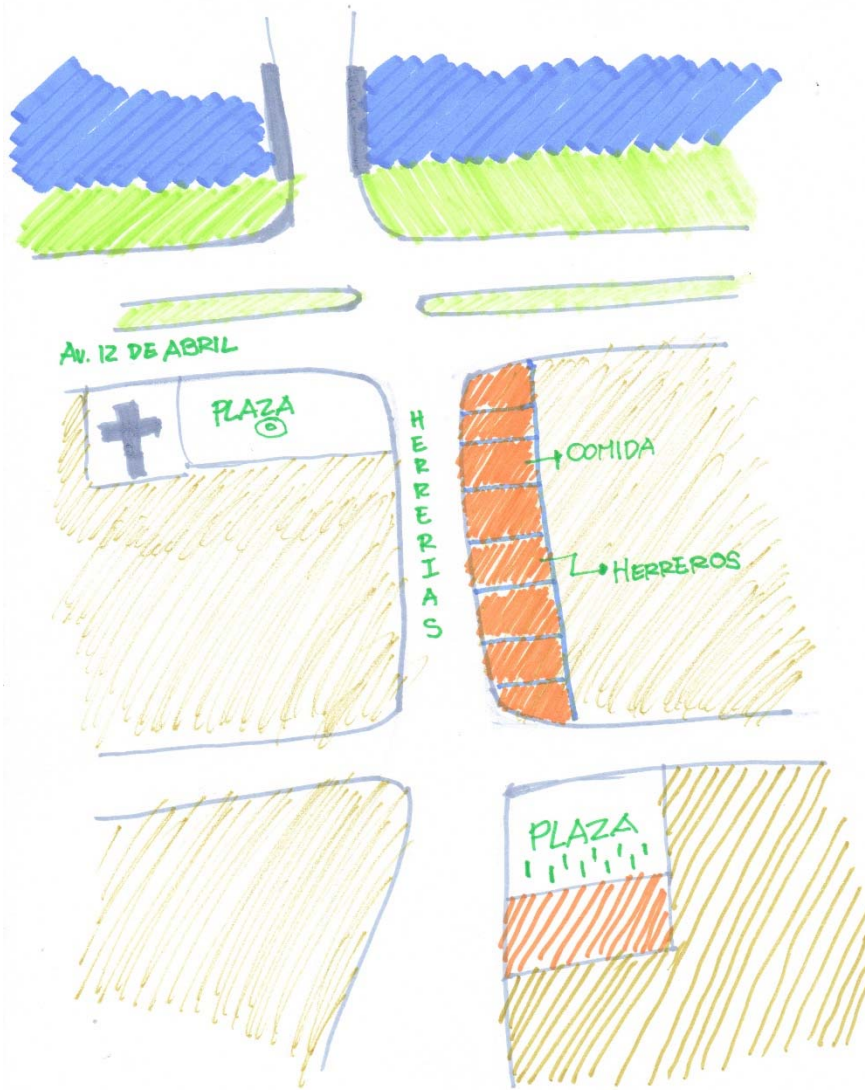 AV. 12 DE ABRIL
PLAZA
HERRERIAS
COMIDA
HERREROS
PLAZA